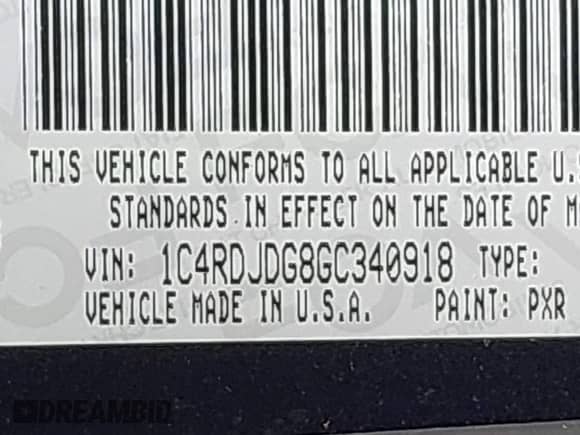 THIS VEHICLE CONFORMS TO ALL APPLICABLE U.S
STANDARDS IN EFFECT ON THE DATE OF M
VIN: 1C4RDJDG8GC340918 TYPE:
VEHICLE MADE IN U.S.A. PAINT: PXR
DREAMBID